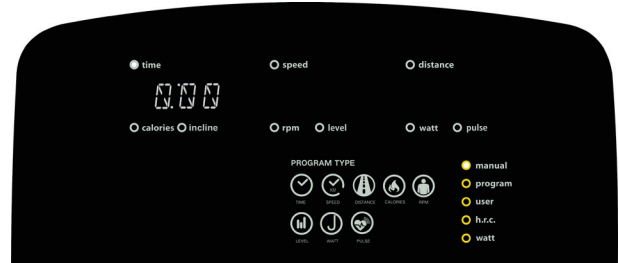 time speed distance
0:00
calories incline rpm level watt pulse
PROGRAM TYPE
manual
KM
program
TIME SPEED DISTANCE CALORIES RPM
user
h.r.c.
LEVEL WATT PULSE
watt